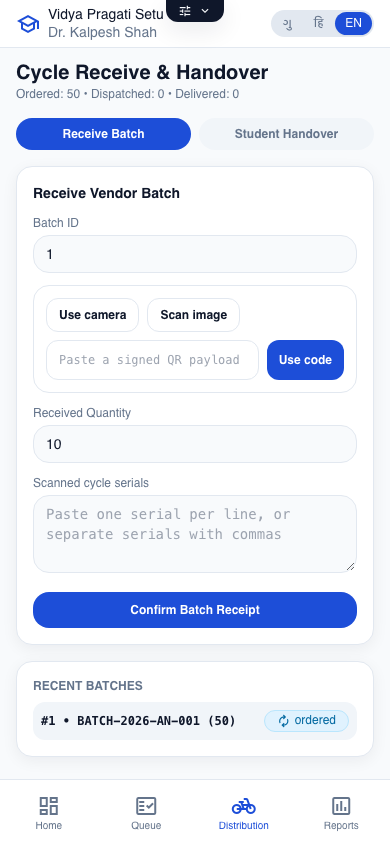 Vidya Pragati Setu
Dr. Kalpesh Shah
ગુ
हि
EN
Cycle Receive & Handover
Ordered: 50 • Dispatched: 0 • Delivered: 0
Receive Batch
Student Handover
Receive Vendor Batch
Batch ID
1
Use camera
Scan image
Paste a signed QR payload
Use code
Received Quantity
10
Scanned cycle serials
Paste one serial per line, or
separate serials with commas
Confirm Batch Receipt
RECENT BATCHES
#1 • BATCH-2026-AN-001 (50)
ordered
Home
Queue
Distribution
Reports